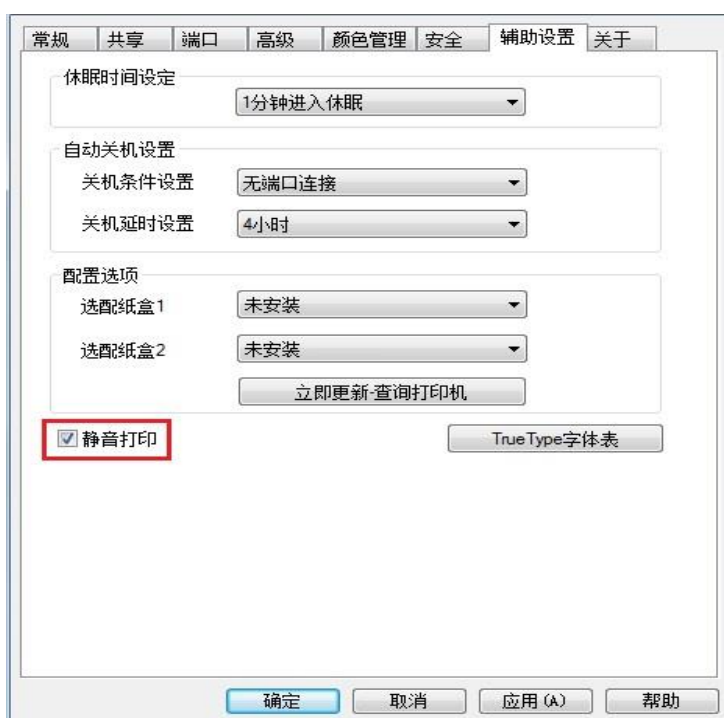 常规 共享 端口 高级 颜色管理 安全 辅助设置 关于
休眠时间设定
1分钟进入休眠
自动关机设置
关机条件设置 无端口连接
关机延时设置 4小时
配置选项
选配纸盒1 未安装
选配纸盒2 未安装
立即更新-查询打印机
静音打印 TrueType字体表
确定 取消 应用(A) 帮助